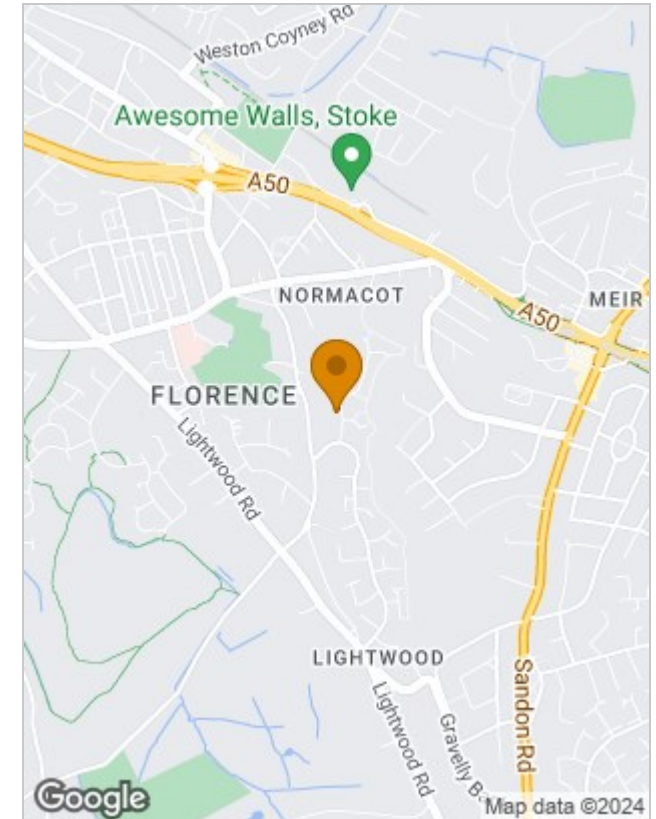 Weston Coyney Rd
Awesome Walls, Stoke
A50
NORMACOT
MEIR
A50
FLORENCE
Lightwood Rd
LIGHTWOOD
Sandon Rd
Lightwood Rd
Gravelly
Google
Map data ©2024